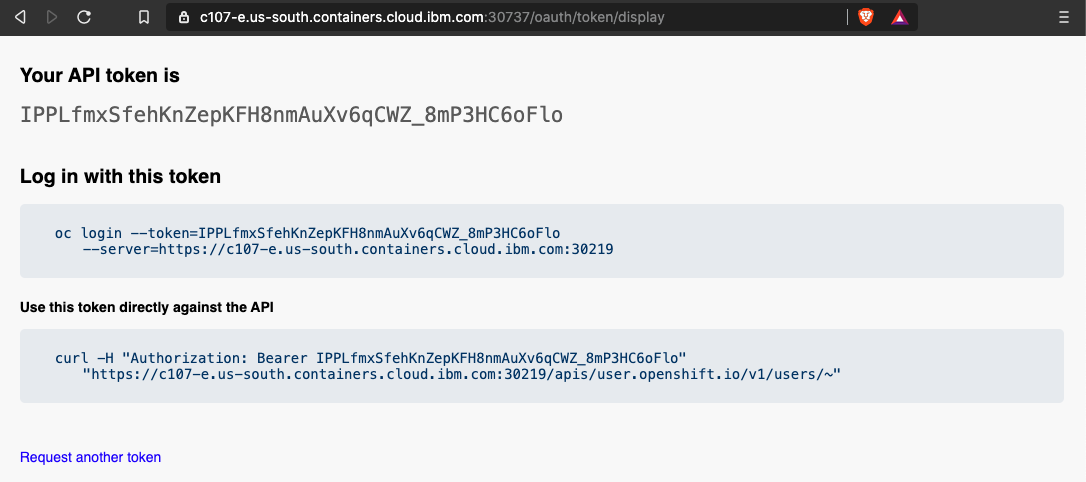 c107-e.us-south.containers.cloud.ibm.com:30737/oauth/token/display
Your API token is
IPPLfmxSfehKnZepKFH8nmAuXv6qCWZ_8mP3HC6oFlo
Log in with this token
oc login --token=IPPLfmxSfehKnZepKFH8nmAuXv6qCWZ_8mP3HC6oFlo
--server=https://c107-e.us-south.containers.cloud.ibm.com:30219
Use this token directly against the API
curl -H "Authorization: Bearer IPPLfmxSfehKnZepKFH8nmAuXv6qCWZ_8mP3HC6oFlo"
"https://c107-e.us-south.containers.cloud.ibm.com:30219/apis/user.openshift.io/v1/users/~"
Request another token